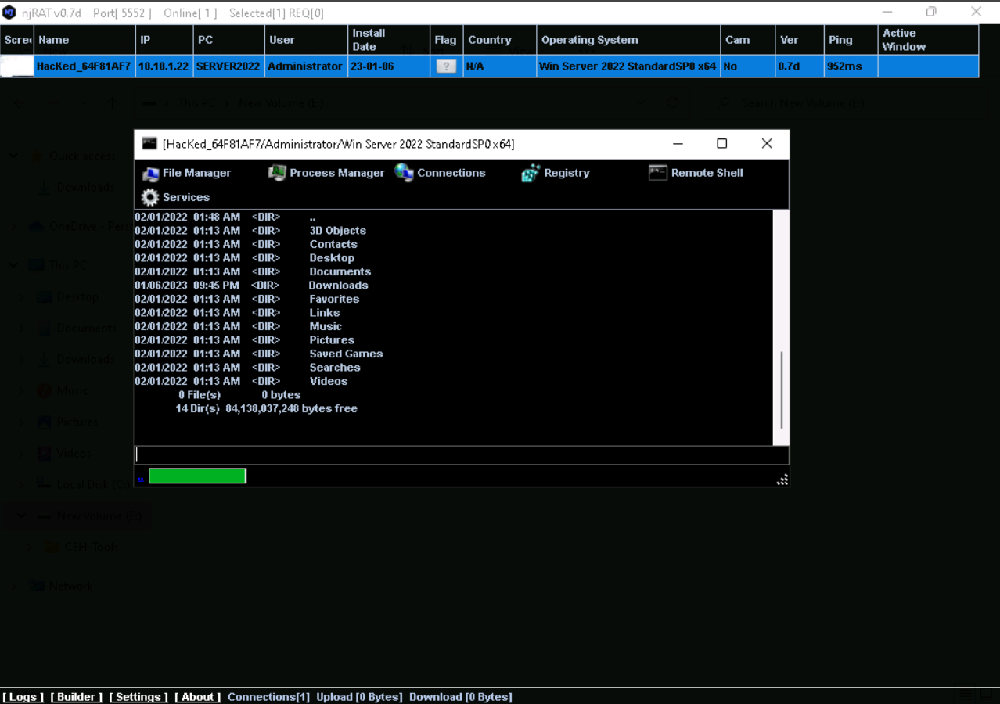 njRAT v0.7d Port[ 5552 ] Online[ 1 ] Selected[1] REQ[0]
Scree Name IP PC User Install Date Flag Country Operating System Cam Ver Ping Active Window
HacKed_64F81AF7 10.10.1.22 SERVER2022 Administrator 23-01-06 ? N/A Win Server 2022 StandardSP0 x64 No 0.7d 952ms
This PC > New Volume (E:) Search New Volume (E:)
Quick access
Downloads
OneDrive - Perso
This PC
Desktop
Documents
Downloads
Music
Pictures
Videos
Local Disk (C:)
New Volume (E:)
CEH-Tools
Network
[HacKed_64F81AF7/Administrator/Win Server 2022 StandardSP0 x64]
File Manager Process Manager Connections Registry Remote Shell
Services
02/01/2022 01:48 AM <DIR> ..
02/01/2022 01:13 AM <DIR> 3D Objects
02/01/2022 01:13 AM <DIR> Contacts
02/01/2022 01:13 AM <DIR> Desktop
02/01/2022 01:13 AM <DIR> Documents
01/06/2023 09:45 PM <DIR> Downloads
02/01/2022 01:13 AM <DIR> Favorites
02/01/2022 01:13 AM <DIR> Links
02/01/2022 01:13 AM <DIR> Music
02/01/2022 01:13 AM <DIR> Pictures
02/01/2022 01:13 AM <DIR> Saved Games
02/01/2022 01:13 AM <DIR> Searches
02/01/2022 01:13 AM <DIR> Videos
0 File(s) 0 bytes
14 Dir(s) 84,138,037,248 bytes free
[ Logs ] [ Builder ] [ Settings ] [ About ] Connections[1] Upload [0 Bytes] Download [0 Bytes]